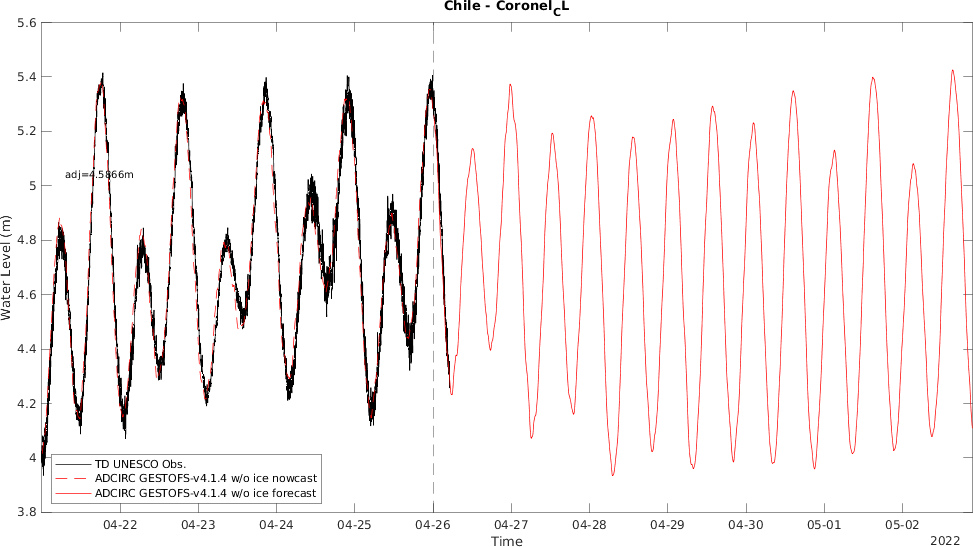 Chile - Coronel_CL
5.6
5.4
5.2
5
4.8
4.6
4.4
4.2
4
3.8
Water Level (m)
adj=4.5866m
TD UNESCO Obs.
ADCIRC GESTOFS-v4.1.4 w/o ice nowcast
ADCIRC GESTOFS-v4.1.4 w/o ice forecast
04-22 04-23 04-24 04-25 04-26 04-27 04-28 04-29 04-30 05-01 05-02
Time
2022